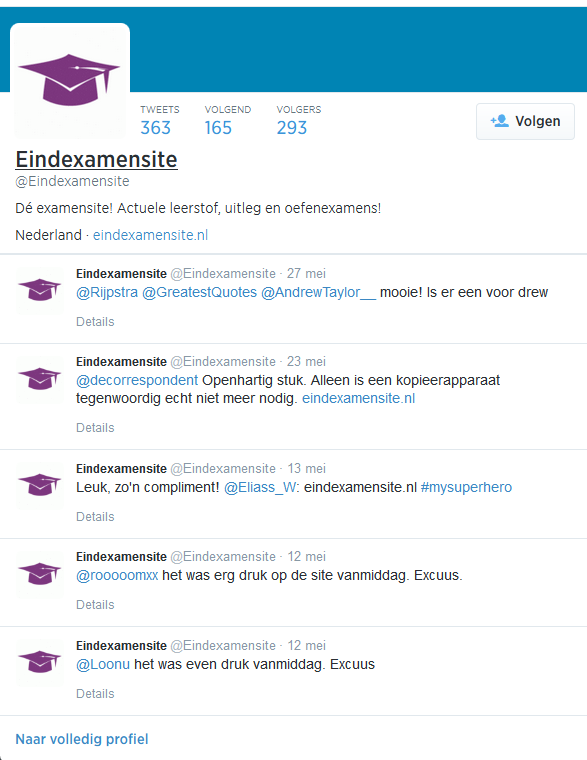 TWEETS VOLGEND VOLGERS
363 165 293
Volgen
Eindexamensite
@Eindexamensite
Dé examensite! Actuele leerstof, uitleg en oefenexamens!
Nederland · eindexamensite.nl
Eindexamensite @Eindexamensite · 27 mei
@Rijpstra @GreatestQuotes @AndrewTaylor__ mooie! Is er een voor drew
Details
Eindexamensite @Eindexamensite · 23 mei
@decorrespondent Openhartig stuk. Alleen is een kopieerapparaat
tegenwoordig echt niet meer nodig. eindexamensite.nl
Details
Eindexamensite @Eindexamensite · 13 mei
Leuk, zo'n compliment! @Eliass_W: eindexamensite.nl #mysuperhero
Details
Eindexamensite @Eindexamensite · 12 mei
@rooooomxx het was erg druk op de site vanmiddag. Excuus.
Details
Eindexamensite @Eindexamensite · 12 mei
@Loonu het was even druk vanmiddag. Excuus
Details
Naar volledig profiel